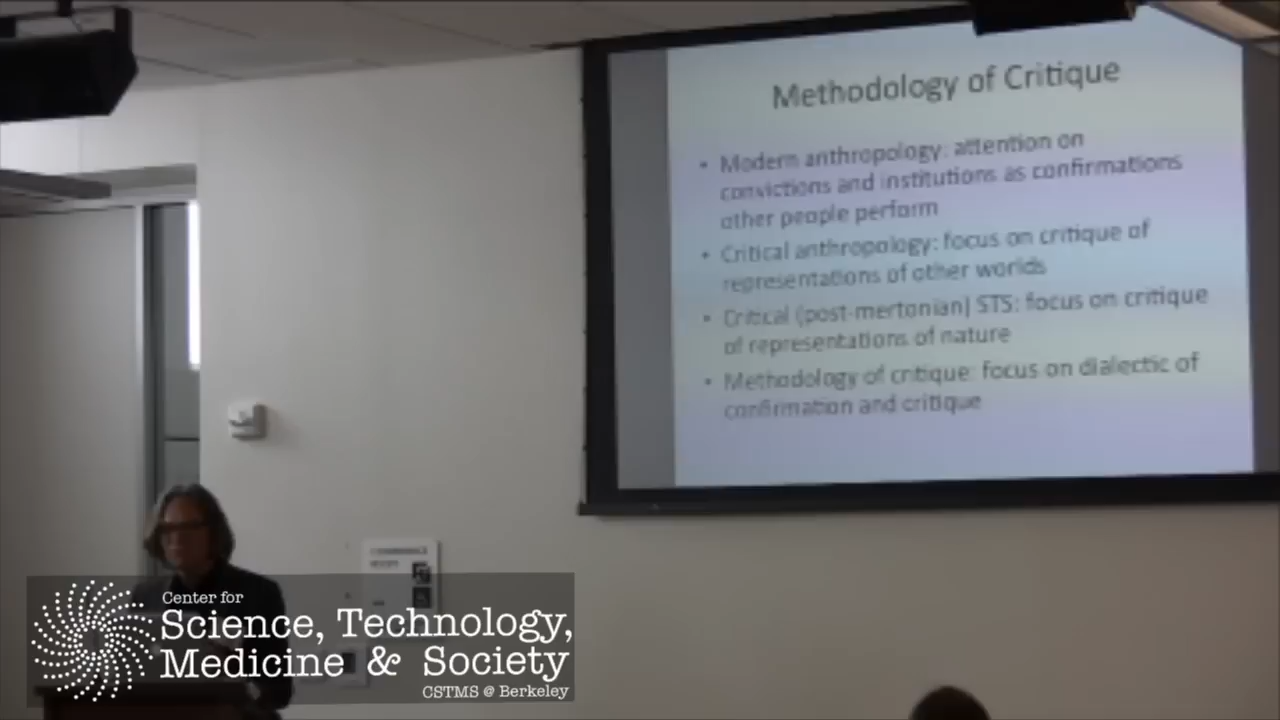 Methodology of Critique
• Modern anthropology: attention on
convictions and institutions as confirmations
other people perform
• Critical anthropology: focus on critique of
representations of other worlds
• Critical (post-mertonian) STS: focus on critique
of representations of nature
• Methodology of critique: focus on dialectic of
confirmation and critique
Center for
Science, Technology,
Medicine & Society
CSTMS @ Berkeley